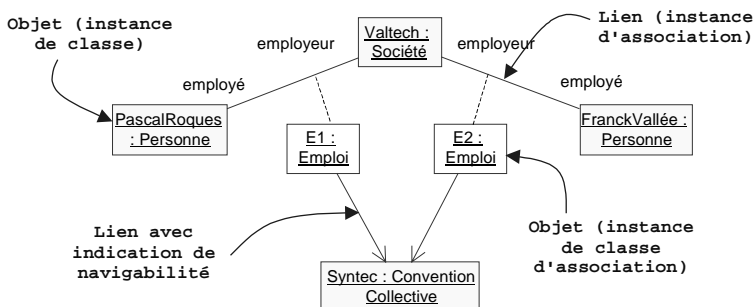 Objet (instance
de classe)
employeur
Valtech :
Société
employeur
Lien (instance
d'association)
employé
employé
PascalRoques
: Personne
E1 :
Emploi
E2 :
Emploi
FranckVallée :
Personne
Lien avec
indication de
navigabilité
Objet (instance
de classe
d'association)
Syntec : Convention
Collective